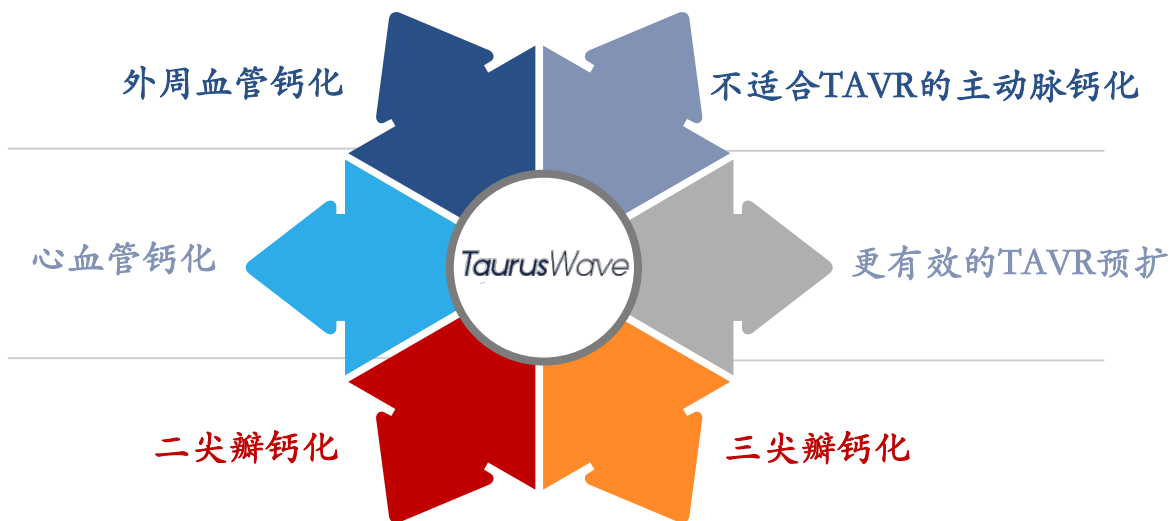 外周血管钙化
不适合TAVR的主动脉钙化
心血管钙化
TaurusWave
更有效的TAVR预扩
二尖瓣钙化
三尖瓣钙化